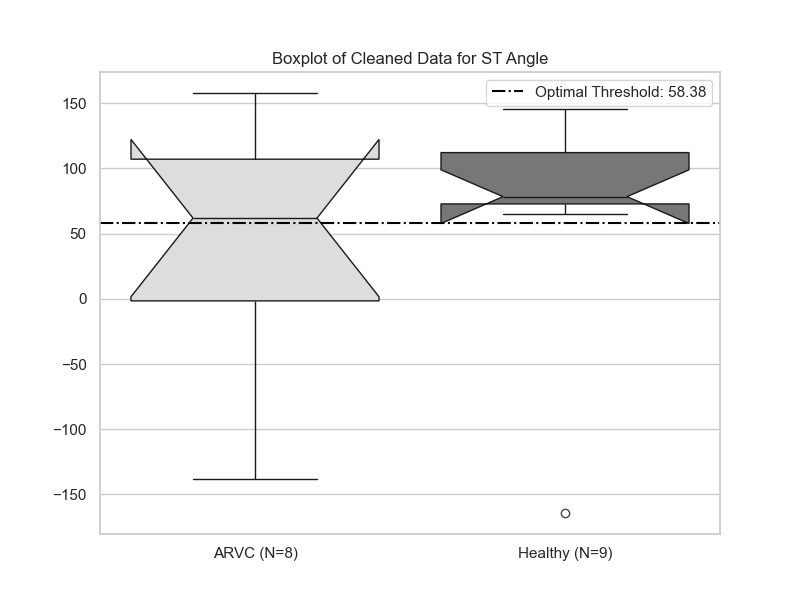 Boxplot of Cleaned Data for ST Angle
Optimal Threshold: 58.38
150
100
50
0
−50
−100
−150
ARVC (N=8)
Healthy (N=9)